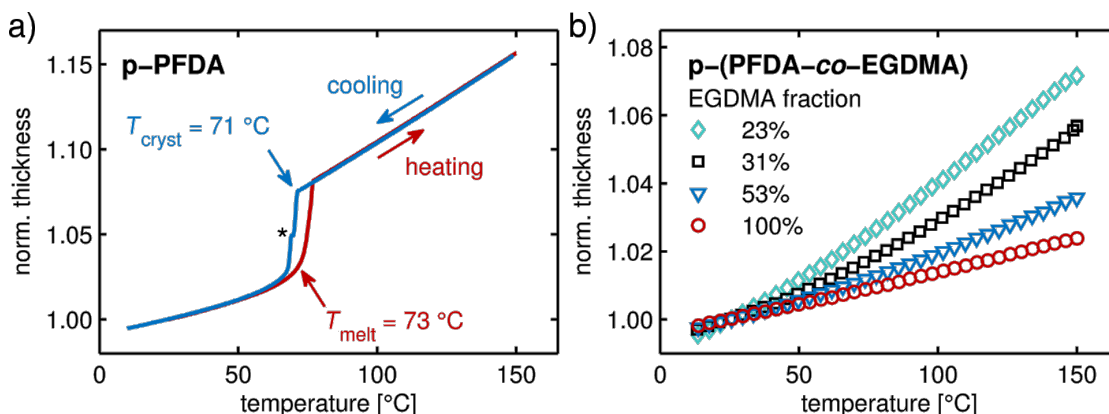 a)
p-PFDA
cooling
T_cryst = 71 °C
heating
*
T_melt = 73 °C
1.15
1.10
1.05
1.00
norm. thickness
0
50
100
150
temperature [°C]
b)
p-(PFDA-co-EGDMA)
EGDMA fraction
23%
31%
53%
100%
1.08
1.06
1.04
1.02
1.00
norm. thickness
0
50
100
150
temperature [°C]